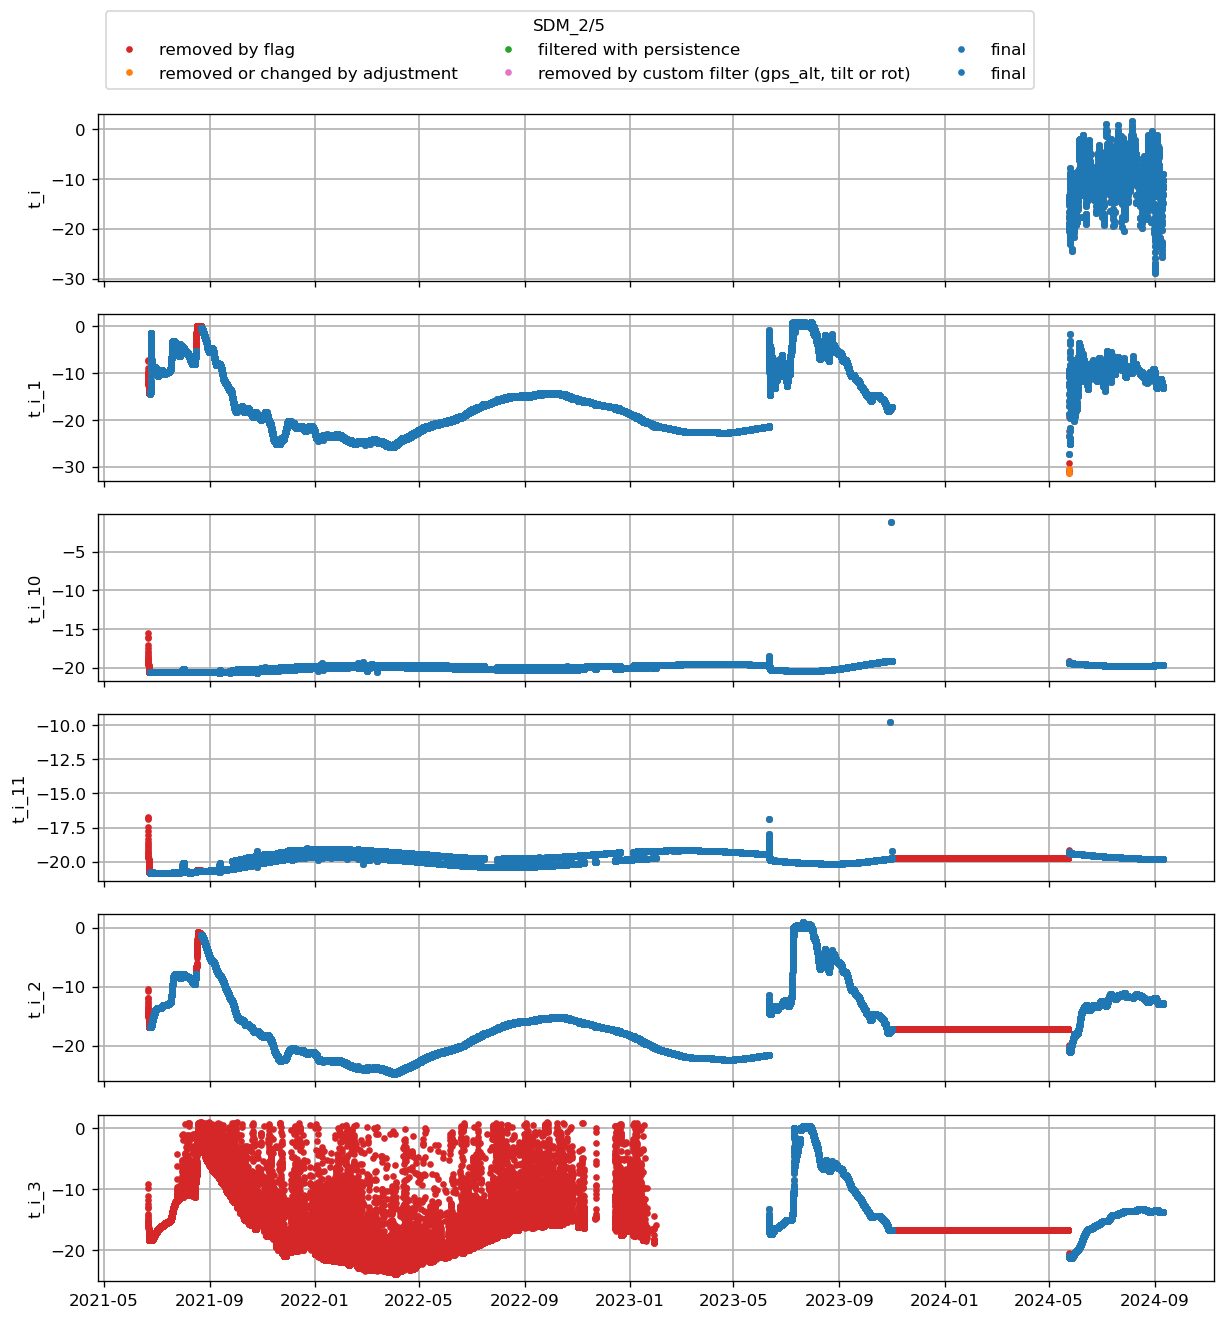 SDM_2/5
removed by flag
filtered with persistence
final
removed or changed by adjustment
removed by custom filter (gps_alt, tilt or rot)
final
0
−10
−20
−30
t_i
0
−10
−20
−30
t_i_1
−5
−10
−15
−20
t_i_10
−10.0
−12.5
−15.0
−17.5
−20.0
t_i_11
0
−10
−20
t_i_2
0
−10
−20
t_i_3
2021-05 2021-09 2022-01 2022-05 2022-09 2023-01 2023-05 2023-09 2024-01 2024-05 2024-09